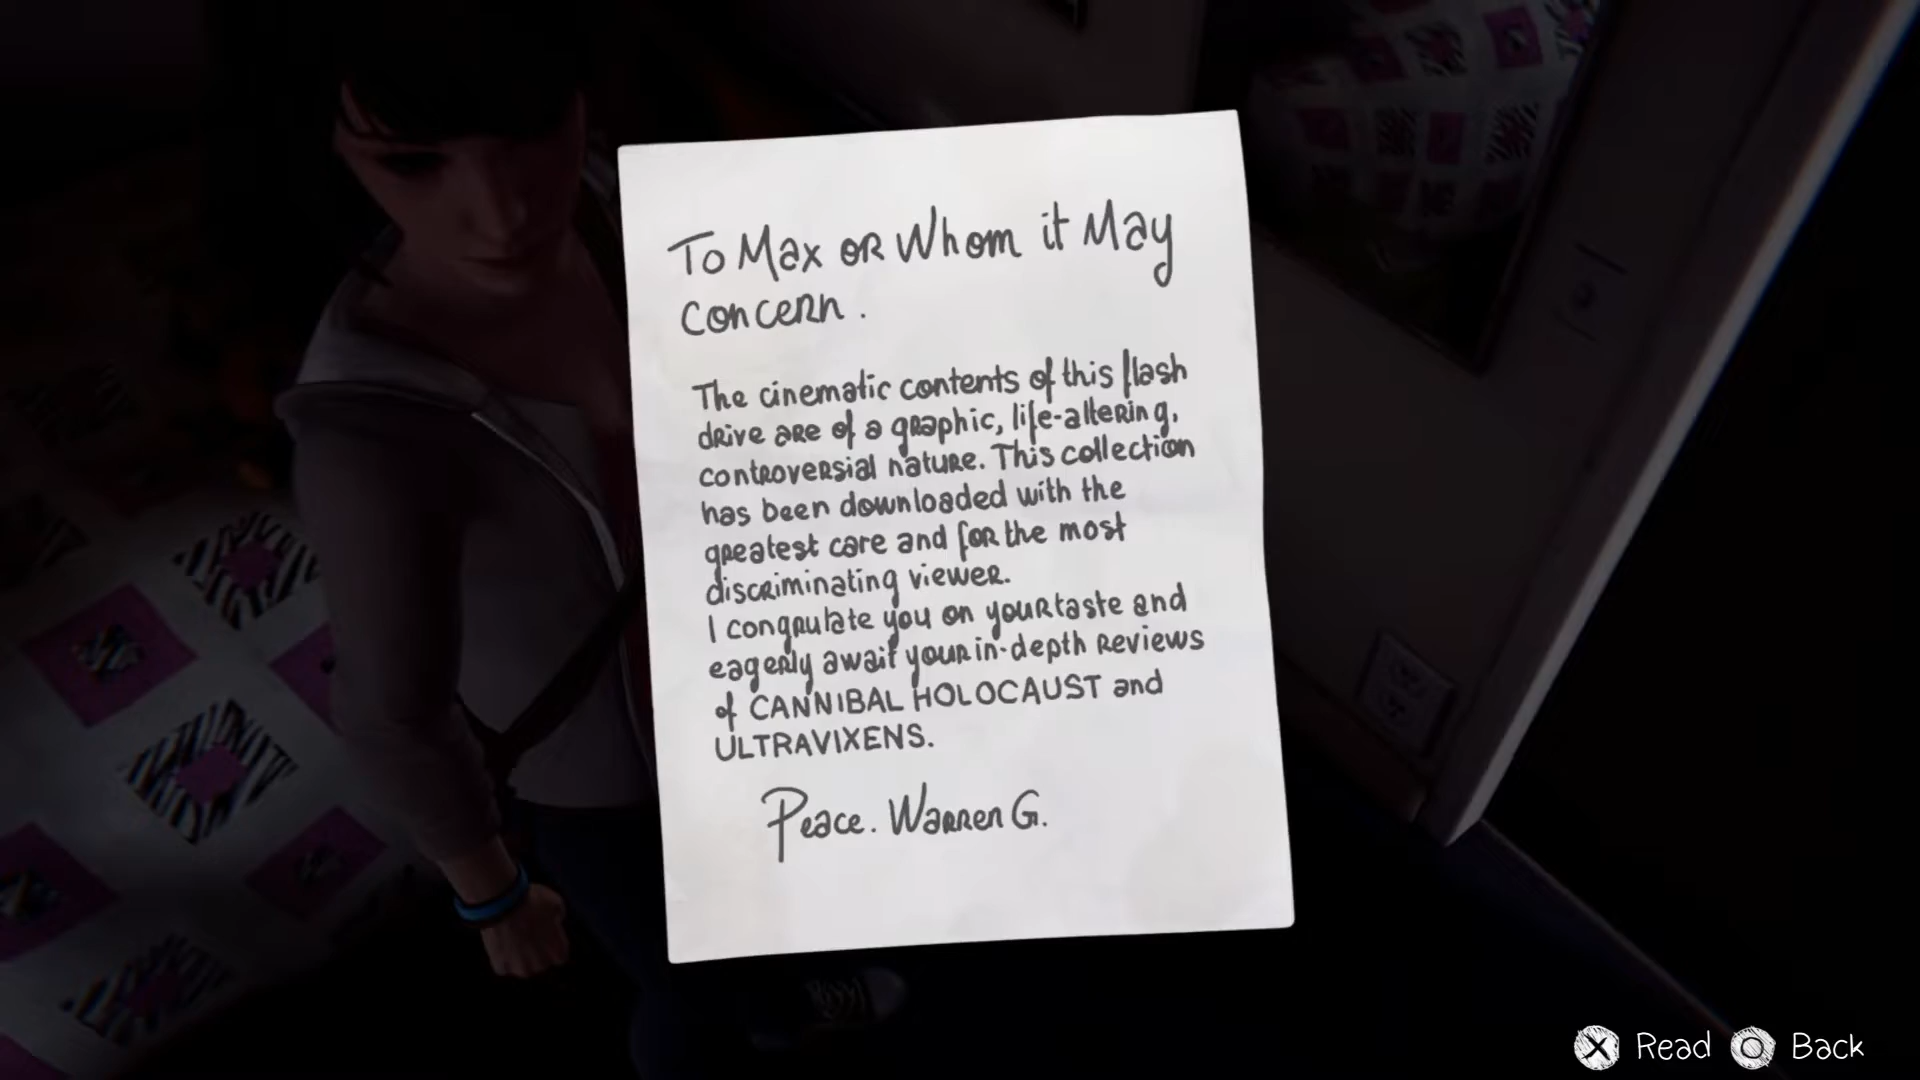 To Max or Whom it May
Concern.
The cinematic contents of this flash
drive are of a graphic, life-altering,
controversial nature. This collection
has been downloaded with the
greatest care and for the most
discriminating viewer.
I congrulate you on your taste and
eagerly await your in-depth reviews
of CANNIBAL HOLOCAUST and
ULTRAVIXENS.
Peace. Warren G.
Read Back